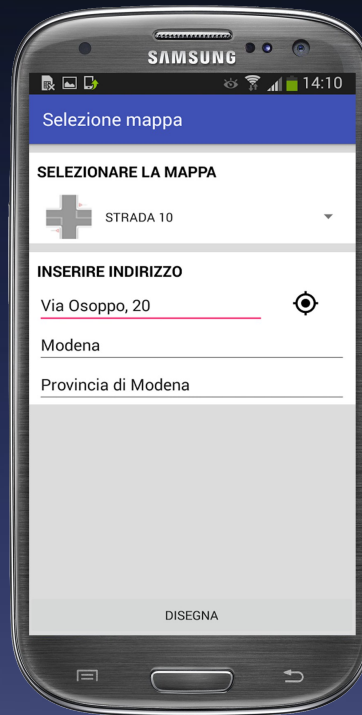 SAMSUNG
14:10
Selezione mappa
SELEZIONARE LA MAPPA
STRADA 10
INSERIRE INDIRIZZO
Via Osoppo, 20
Modena
Provincia di Modena
DISEGNA